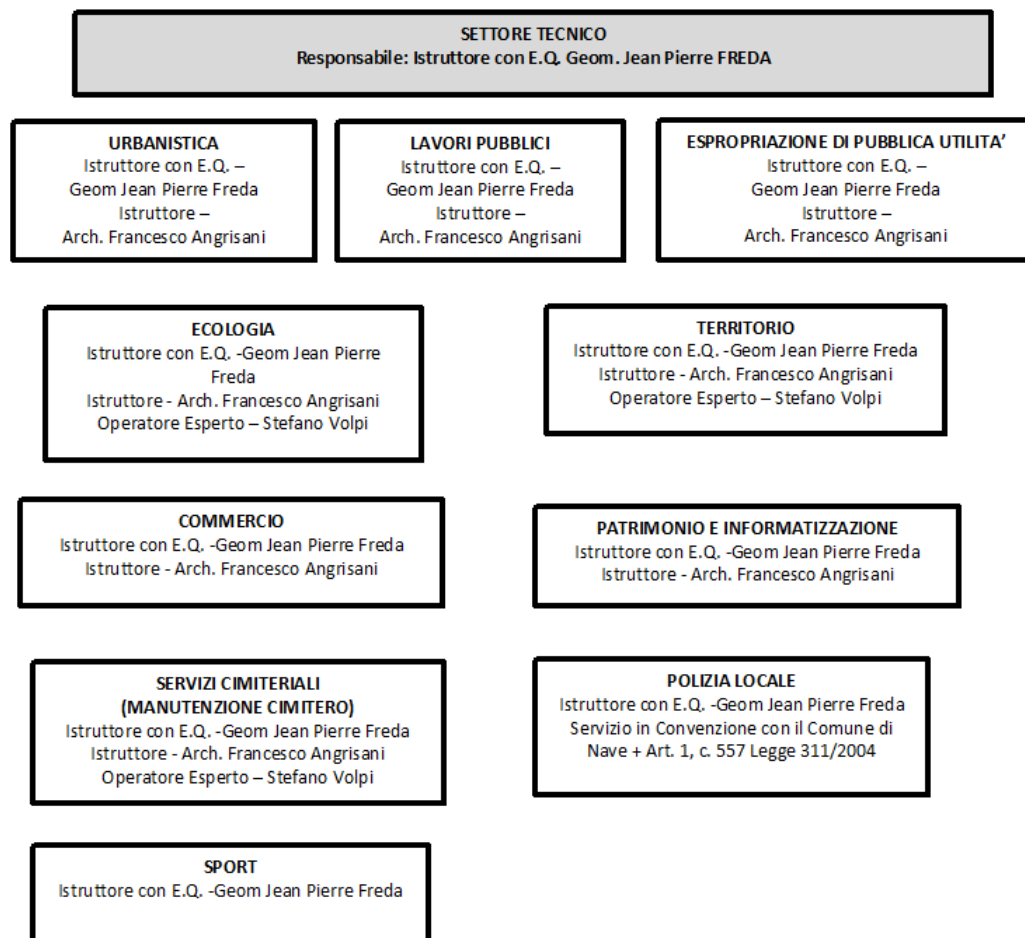 SETTORE TECNICO
Responsabile: Istruttore con E.Q. Geom. Jean Pierre FREDA
URBANISTICA
Istruttore con E.Q. –
Geom Jean Pierre Freda
Istruttore –
Arch. Francesco Angrisani
LAVORI PUBBLICI
Istruttore con E.Q. –
Geom Jean Pierre Freda
Istruttore –
Arch. Francesco Angrisani
ESPROPRIAZIONE DI PUBBLICA UTILITA’
Istruttore con E.Q. –
Geom Jean Pierre Freda
Istruttore –
Arch. Francesco Angrisani
ECOLOGIA
Istruttore con E.Q. -Geom Jean Pierre
Freda
Istruttore - Arch. Francesco Angrisani
Operatore Esperto – Stefano Volpi
TERRITORIO
Istruttore con E.Q. -Geom Jean Pierre Freda
Istruttore - Arch. Francesco Angrisani
Operatore Esperto – Stefano Volpi
COMMERCIO
Istruttore con E.Q. -Geom Jean Pierre Freda
Istruttore - Arch. Francesco Angrisani
PATRIMONIO E INFORMATIZZAZIONE
Istruttore con E.Q. -Geom Jean Pierre Freda
Istruttore - Arch. Francesco Angrisani
SERVIZI CIMITERIALI
(MANUTENZIONE CIMITERO)
Istruttore con E.Q. -Geom Jean Pierre Freda
Istruttore - Arch. Francesco Angrisani
Operatore Esperto – Stefano Volpi
POLIZIA LOCALE
Istruttore con E.Q. -Geom Jean Pierre Freda
Servizio in Convenzione con il Comune di
Nave + Art. 1, c. 557 Legge 311/2004
SPORT
Istruttore con E.Q. -Geom Jean Pierre Freda